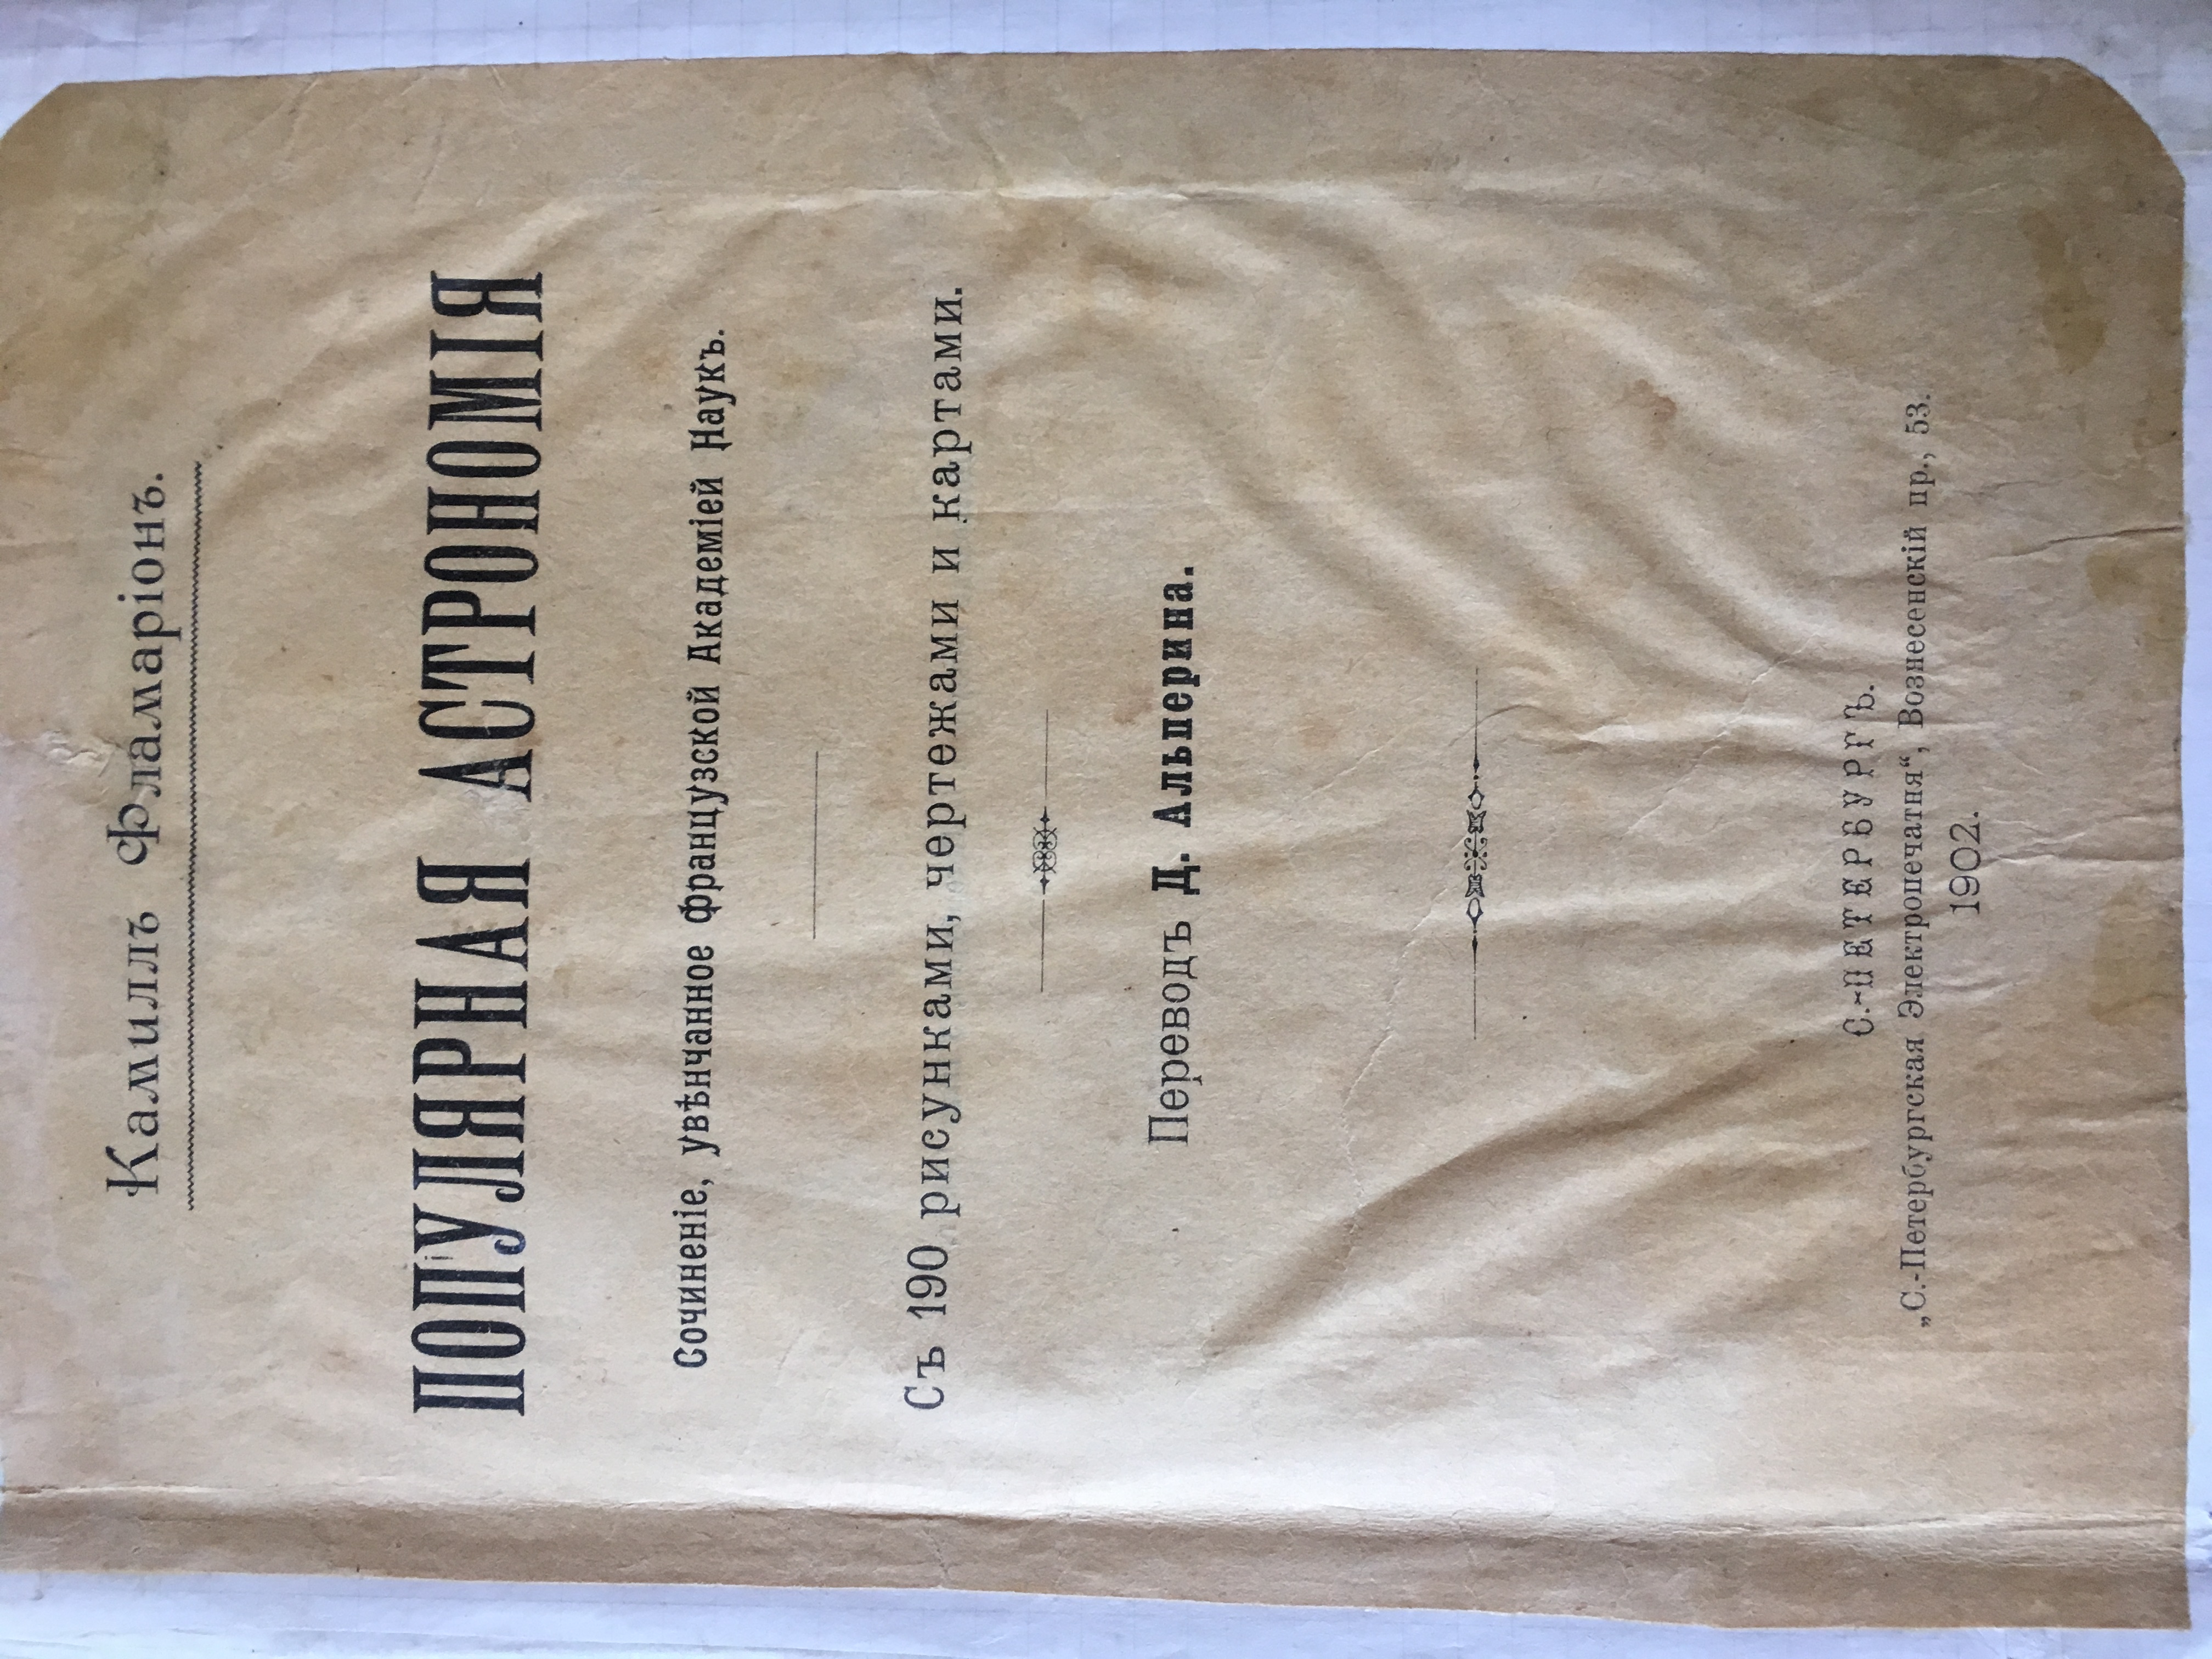 Камиллъ Фламаріонъ.
ПОПУЛЯРНАЯ АСТРОНОМІЯ
Сочиненіе, увѣнчанное Французской Академіей Наукъ.
Съ 190 рисунками, чертежами и картами.
Переводъ Д. Альперина.
С.-ПЕТЕРБУРГЪ.
„С.-Петербургская Электропечатня“, Вознесенскій пр., 53.
1902.